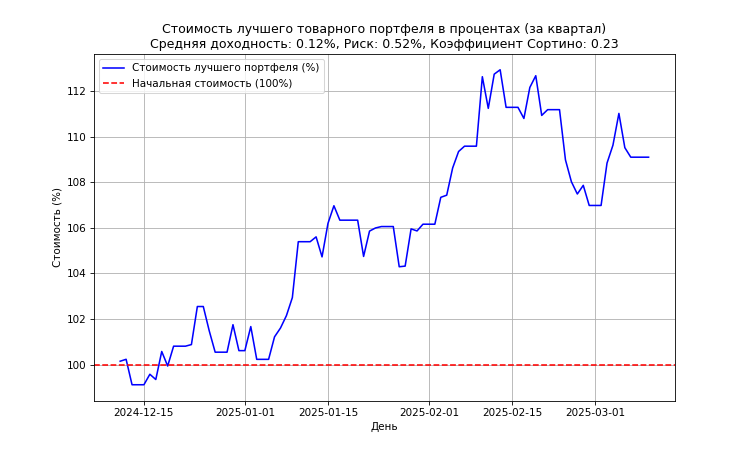 Стоимость лучшего товарного портфеля в процентах (за квартал)
Средняя доходность: 0.12%, Риск: 0.52%, Коэффициент Сортино: 0.23
Стоимость лучшего портфеля (%)
Начальная стоимость (100%)
Стоимость (%)
112
110
108
106
104
102
100
2024-12-15
2025-01-01
2025-01-15
2025-02-01
2025-02-15
2025-03-01
День